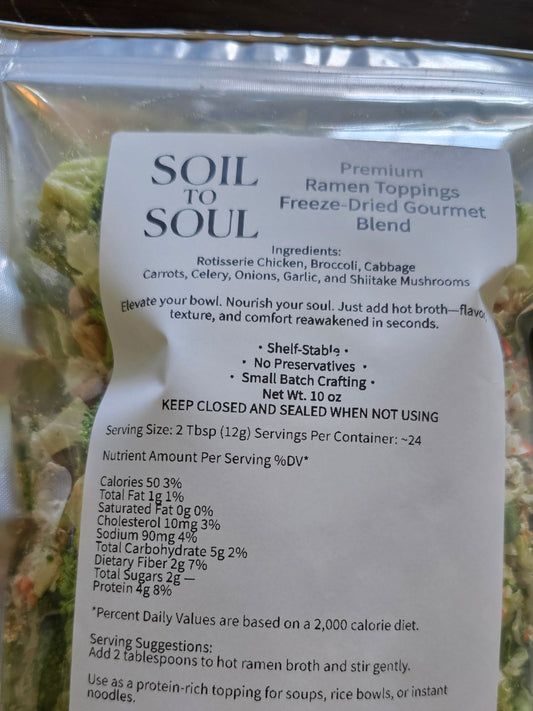 SOIL
TO
SOUL
Premium
Ramen Toppings
Freeze-Dried Gourmet
Blend
Ingredients:
Rotisserie Chicken, Broccoli, Cabbage
Carrots, Celery, Onions, Garlic, and Shiitake Mushrooms
Elevate your bowl. Nourish your soul. Just add hot broth—flavor,
texture, and comfort reawakened in seconds.
• Shelf-Stable •
• No Preservatives •
• Small Batch Crafting •
Net Wt. 10 oz
KEEP CLOSED AND SEALED WHEN NOT USING
Serving Size: 2 Tbsp (12g) Servings Per Container: ~24
Nutrient Amount Per Serving %DV*
Calories 50 3%
Total Fat 1g 1%
Saturated Fat 0g 0%
Cholesterol 10mg 3%
Sodium 90mg 4%
Total Carbohydrate 5g 2%
Dietary Fiber 2g 7%
Total Sugars 2g —
Protein 4g 8%
*Percent Daily Values are based on a 2,000 calorie diet.
Serving Suggestions:
Add 2 tablespoons to hot ramen broth and stir gently.
Use as a protein-rich topping for soups, rice bowls, or instant
noodles.